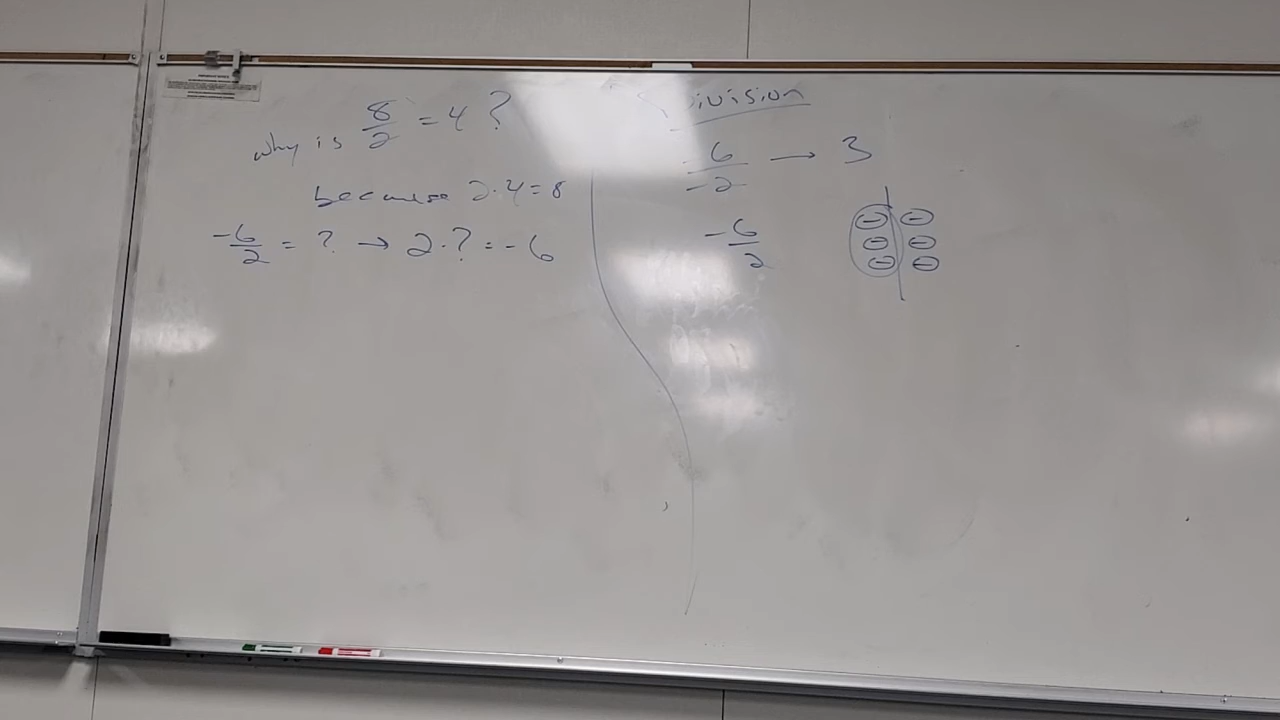 why is 8/2 = 4 ?
because 2·4=8
-6/2 = ? → 2·? = -6
Division
-6/-2 → 3
-6/2